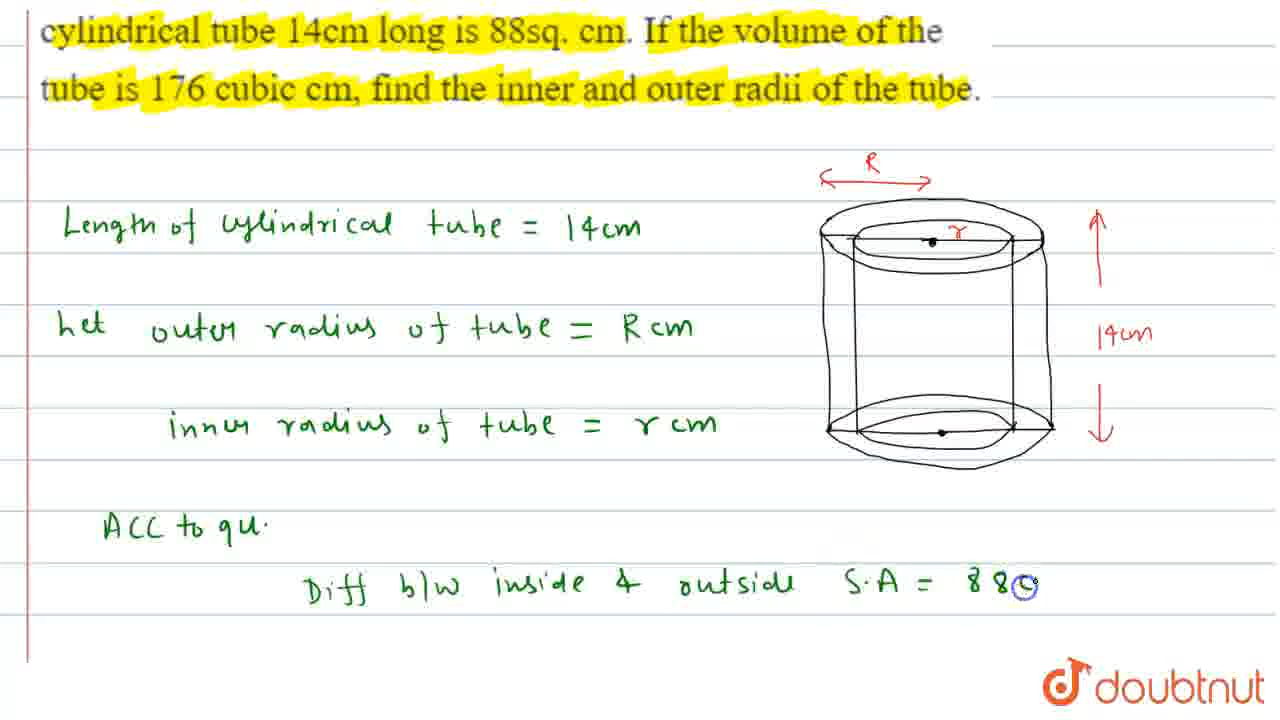 cylindrical tube 14cm long is 88sq. cm. If the volume of the
tube is 176 cubic cm, find the inner and outer radii of the tube.
R
Length of cylindrical tube = 14cm
r
Let outer radius of tube = R cm
14cm
inner radius of tube = r cm
ACC to qu.
Diff b/w inside & outside S.A = 88
doubtnut